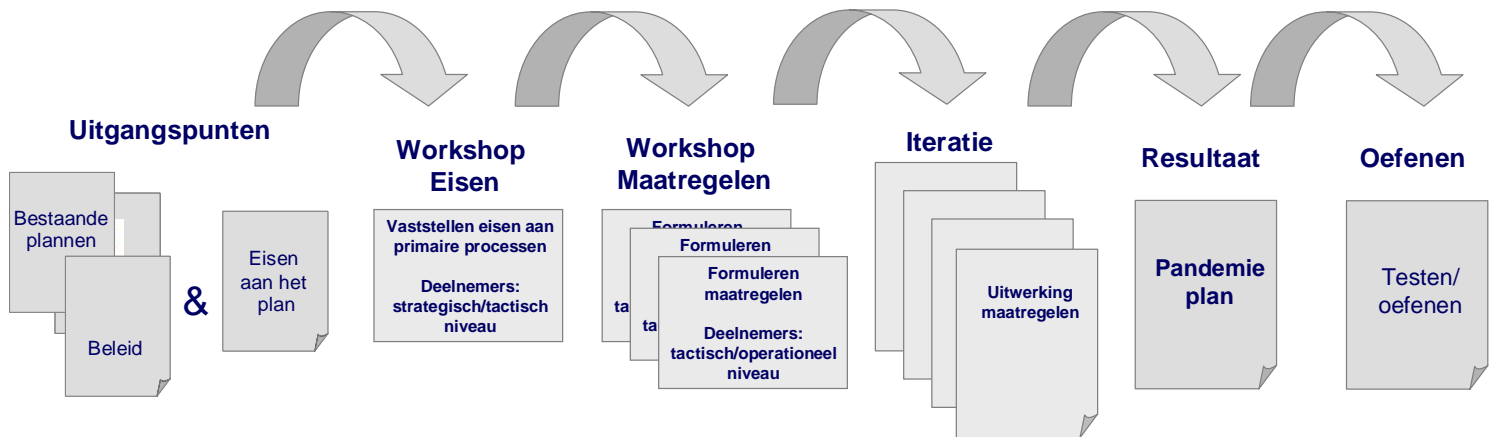 Uitgangspunten
Bestaande
plannen
Beleid
&
Eisen
aan het
plan
Workshop
Eisen
Vaststellen eisen aan
primaire processen
Deelnemers:
strategisch/tactisch
niveau
Workshop
Maatregelen
Formuleren
ta
Formuleren
ta
Formuleren
maatregelen
Deelnemers:
tactisch/operationeel
niveau
Iteratie
Uitwerking
maatregelen
Resultaat
Pandemie
plan
Oefenen
Testen/
oefenen